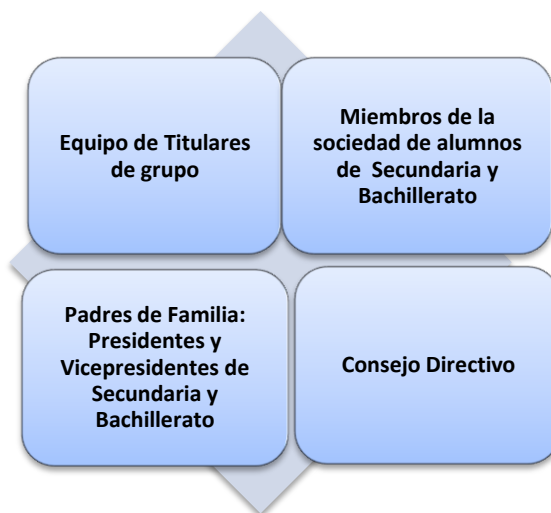 Equipo de Titulares
de grupo
Miembros de la
sociedad de alumnos
de Secundaria y
Bachillerato
Padres de Familia:
Presidentes y
Vicepresidentes de
Secundaria y
Bachillerato
Consejo Directivo